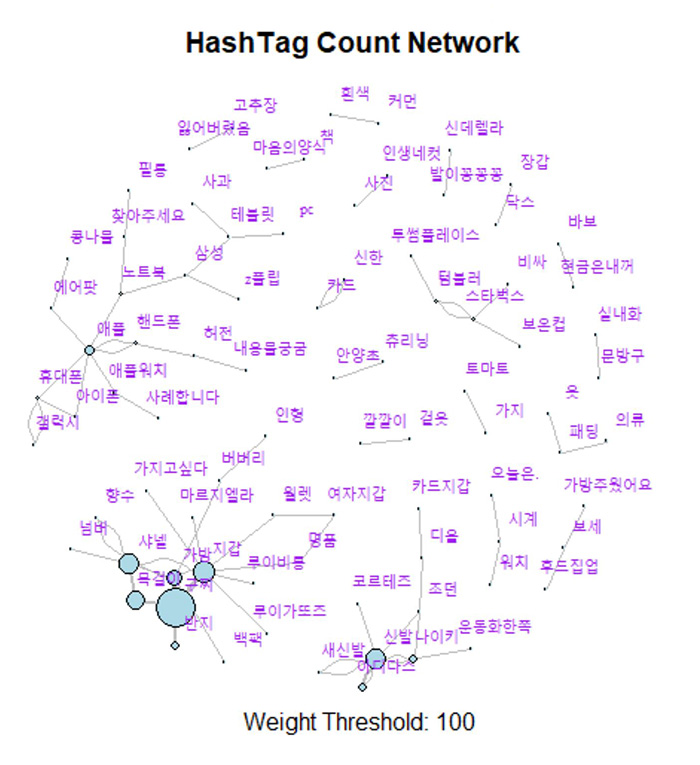 HashTag Count Network
흰색
커먼
고추장
잃어버렸음
책
마음의양식
신데렐라
인생네컷
장갑
발이꽁꽁꽁
필통
사과
사진
닥스
찾아주세요
테블릿
pc
바보
콩나물
투썸플레이스
삼성
신한
비싸
현금은내꺼
노트북
z플립
카드
텀블러
에어팟
스타벅스
실내화
애플
핸드폰
허전
보온컵
내용물궁금
쥬리닝
안양초
문방구
애플워치
토마토
휴대폰
아이폰
사례합니다
옷
갤럭시
인형
깔깔이
겉옷
가지
의류
패딩
버버리
가지고싶다
오늘은.
향수
마르지엘라
월렛
여자지갑
카드지갑
가방주웠어요
넘버
시계
보세
샤넬
가방
지갑
명품
디올
루이비통
워치
후드집업
목걸이
구찌
코르테즈
조던
루이가뜨즈
반지
백팩
신발
나이키
운동화한쪽
새신발
아디다스
Weight Threshold: 100